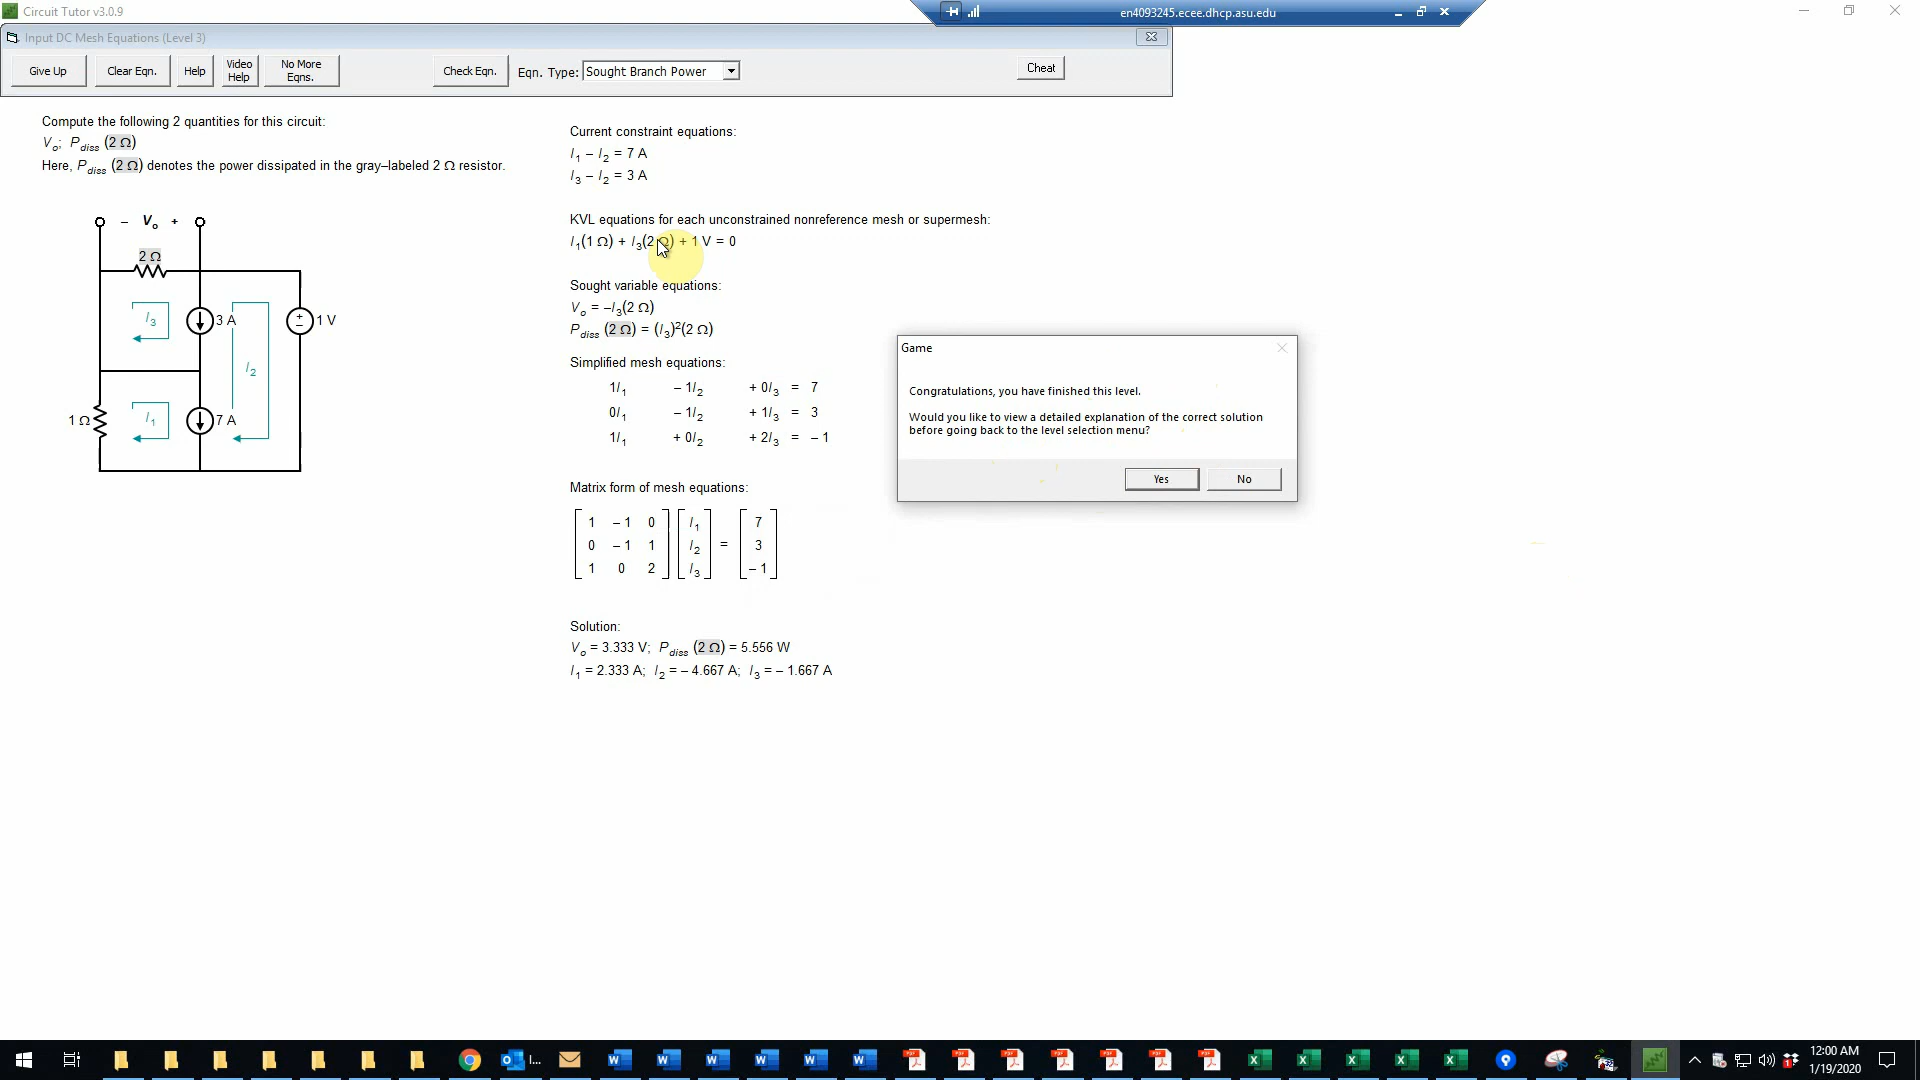 Circuit Tutor v3.0.9
en4093245.ecee.dhcp.asu.edu
Input DC Mesh Equations (Level 3)
Give Up
Clear Eqn.
Help
Video Help
No More Eqns.
Check Eqn.
Eqn. Type: Sought Branch Power
Cheat
Compute the following 2 quantities for this circuit:
Vo; Pdiss (2 Ω)
Here, Pdiss (2 Ω) denotes the power dissipated in the gray–labeled 2 Ω resistor.
– Vo +
2 Ω
I3
3 A
1 V
I2
1 Ω
I1
7 A
Current constraint equations:
I1 – I2 = 7 A
I3 – I2 = 3 A
KVL equations for each unconstrained nonreference mesh or supermesh:
I1(1 Ω) + I3(2 Ω) + 1 V = 0
Sought variable equations:
Vo = –I3(2 Ω)
Pdiss (2 Ω) = (I3)²(2 Ω)
Simplified mesh equations:
1I1 – 1I2 + 0I3 = 7
0I1 – 1I2 + 1I3 = 3
1I1 + 0I2 + 2I3 = – 1
Matrix form of mesh equations:
1 – 1 0 I1 7
0 – 1 1 I2 = 3
1 0 2 I3 – 1
Solution:
Vo = 3.333 V; Pdiss (2 Ω) = 5.556 W
I1 = 2.333 A; I2 = – 4.667 A; I3 = – 1.667 A
Game
Congratulations, you have finished this level.
Would you like to view a detailed explanation of the correct solution
before going back to the level selection menu?
Yes
No
I...
12:00 AM
1/19/2020